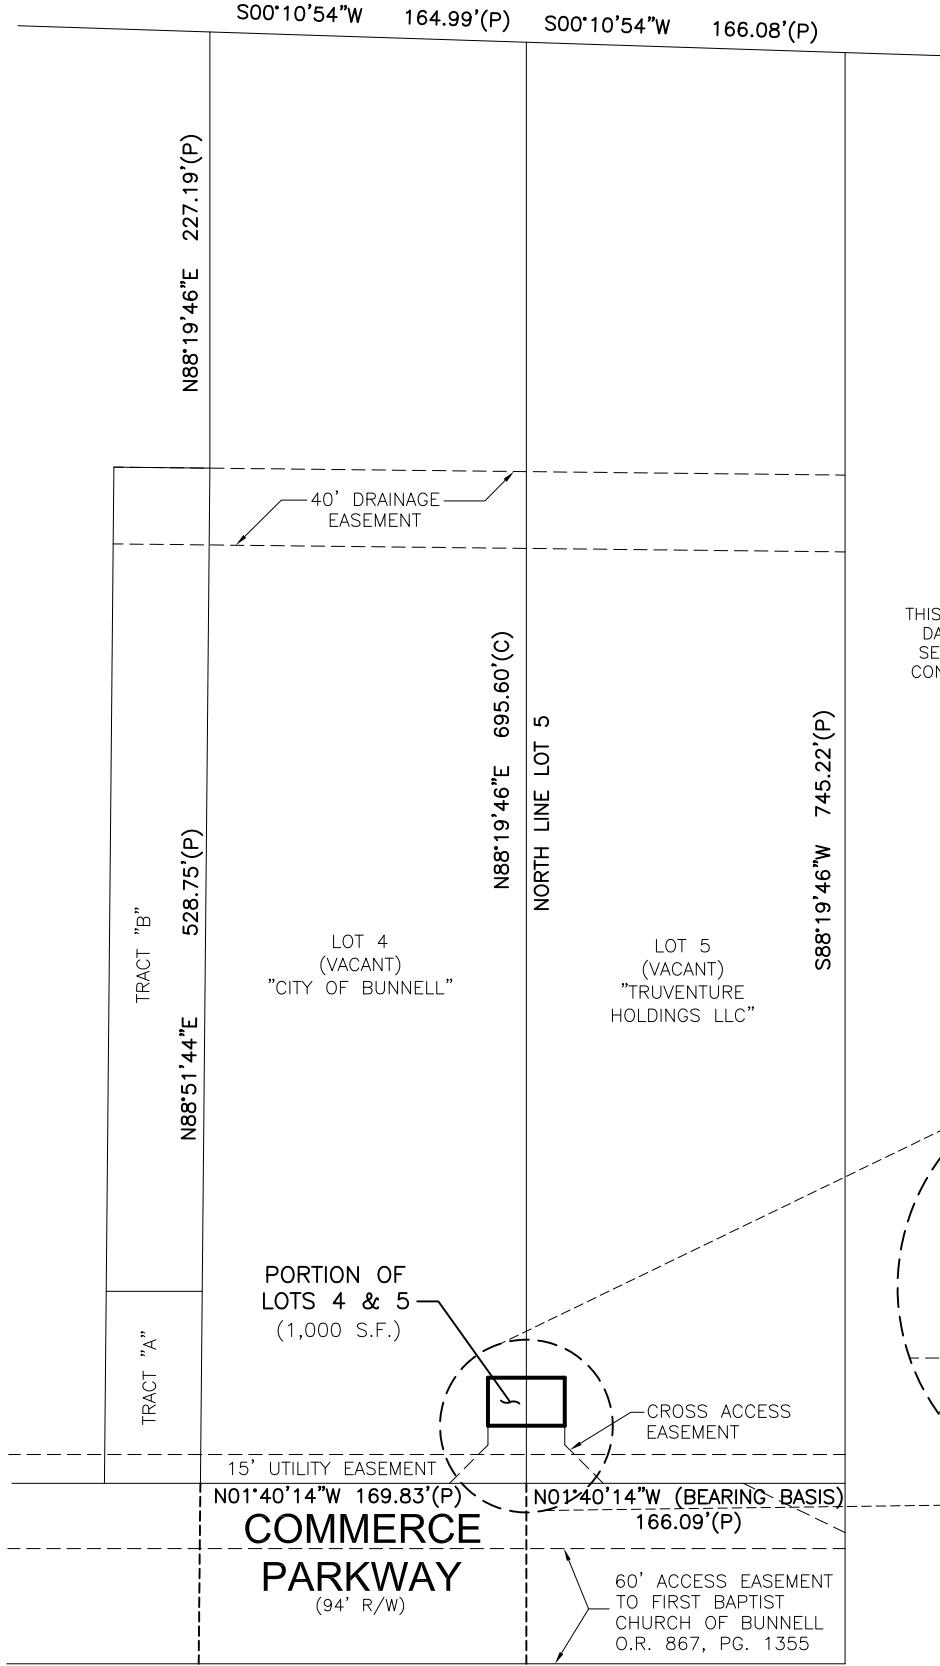 S00°10'54"W 164.99'(P) S00°10'54"W 166.08'(P)
N88°19'46"E 227.19'(P)
40' DRAINAGE
EASEMENT
THIS
DA
SE
CON
N88°19'46"E 695.60'(C)
NORTH LINE LOT 5
S88°19'46"W 745.22'(P)
N88°51'44"E 528.75'(P)
TRACT "B"
LOT 4
(VACANT)
"CITY OF BUNNELL"
LOT 5
(VACANT)
"TRUVENTURE
HOLDINGS LLC"
PORTION OF
LOTS 4 & 5
(1,000 S.F.)
TRACT "A"
CROSS ACCESS
EASEMENT
15' UTILITY EASEMENT
N01°40'14"W 169.83'(P)
N01°40'14"W (BEARING BASIS)
166.09'(P)
COMMERCE
PARKWAY
(94' R/W)
60' ACCESS EASEMENT
TO FIRST BAPTIST
CHURCH OF BUNNELL
O.R. 867, PG. 1355